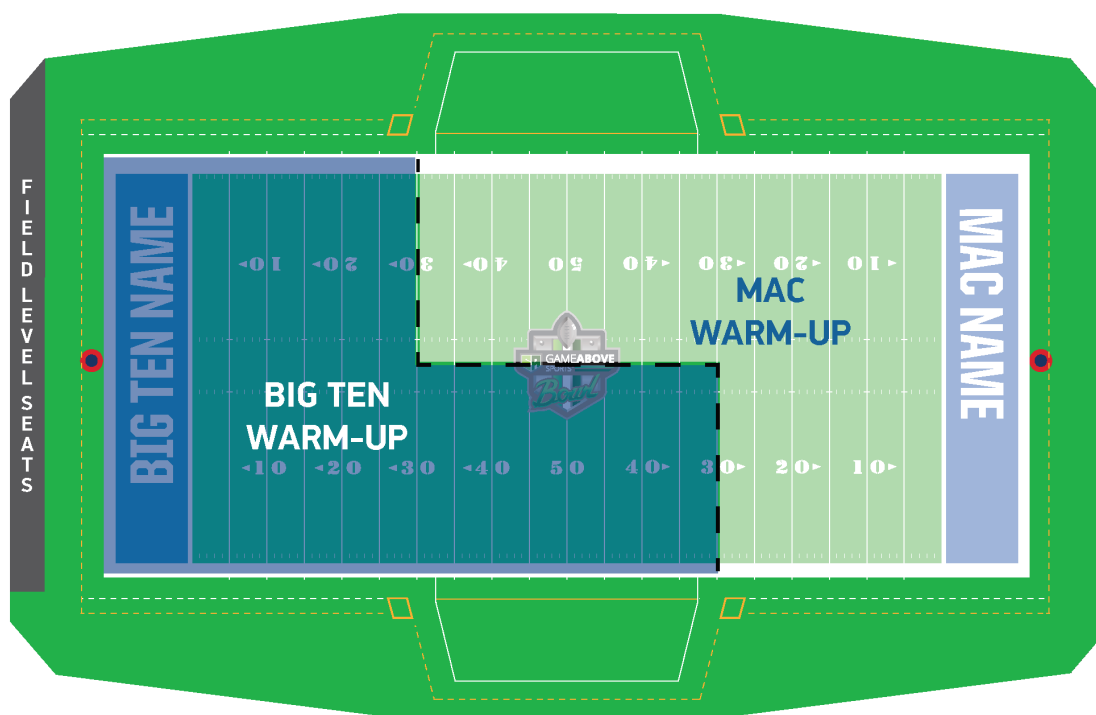 FIELD LEVEL SEATS
BIG TEN NAME
◄10 ◄20 ◄30 ◄40 50 40► 30► 20► 10►
MAC
WARM-UP
MAC NAME
GAMEABOVE
SPORTS
Bowl
BIG TEN
WARM-UP
◄10 ◄20 ◄30 ◄40 50 40► 30► 20► 10►